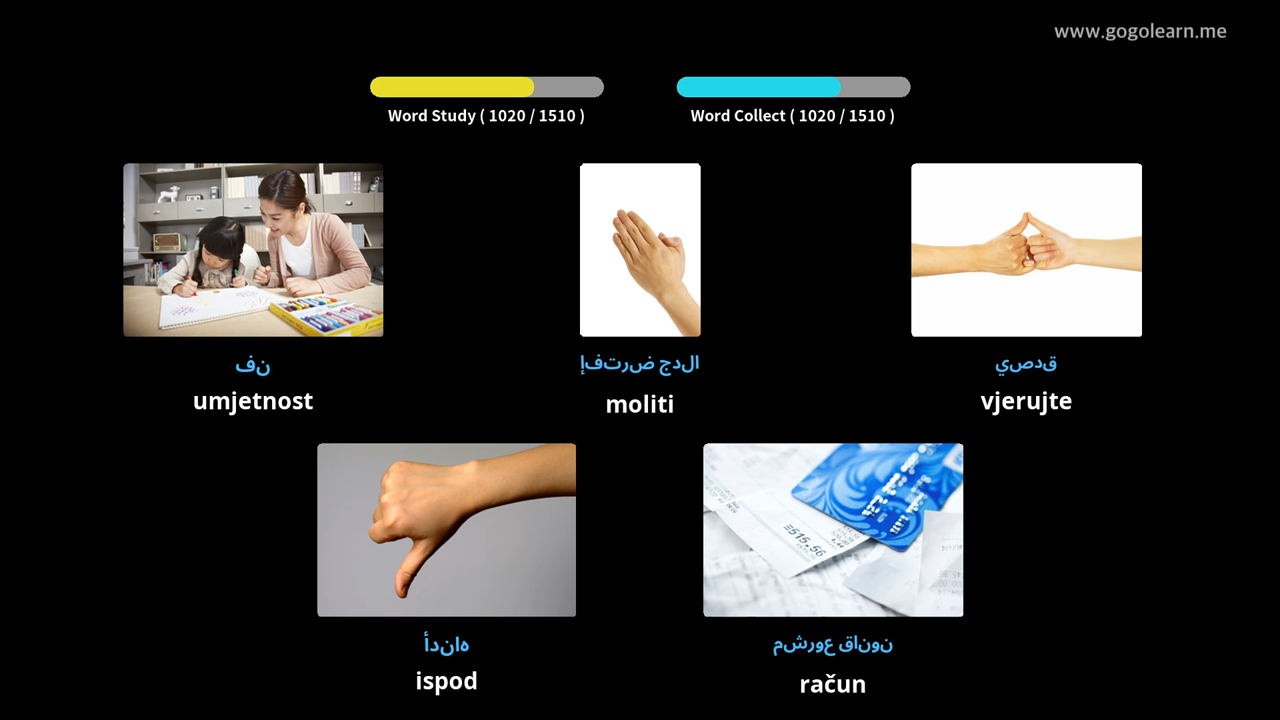 www.gogolearn.me
Word Study ( 1020 / 1510 )
Word Collect ( 1020 / 1510 )
نف
umjetnost
الدج ضرتفإ
moliti
قدصي
vjerujte
هاندأ
ispod
نوناق عورشم
račun